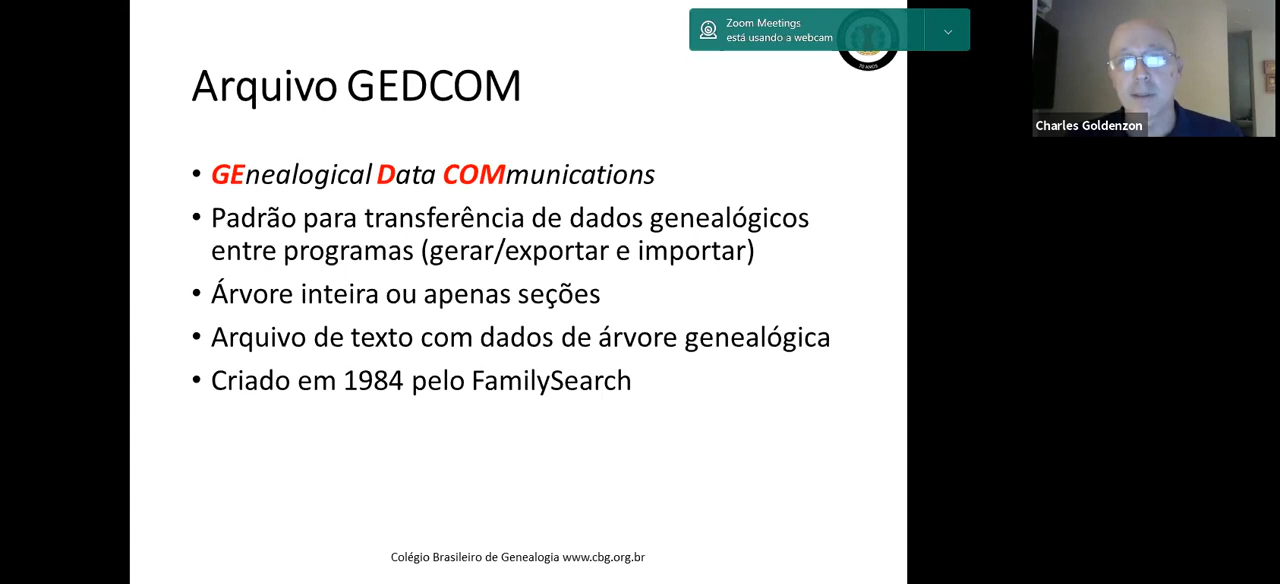 Zoom Meetings
está usando a webcam
70 ANOS
Arquivo GEDCOM
• GEnealogical Data COMmunications
• Padrão para transferência de dados genealógicos
entre programas (gerar/exportar e importar)
• Árvore inteira ou apenas seções
• Arquivo de texto com dados de árvore genealógica
• Criado em 1984 pelo FamilySearch
Colégio Brasileiro de Genealogia www.cbg.org.br
Charles Goldenzon